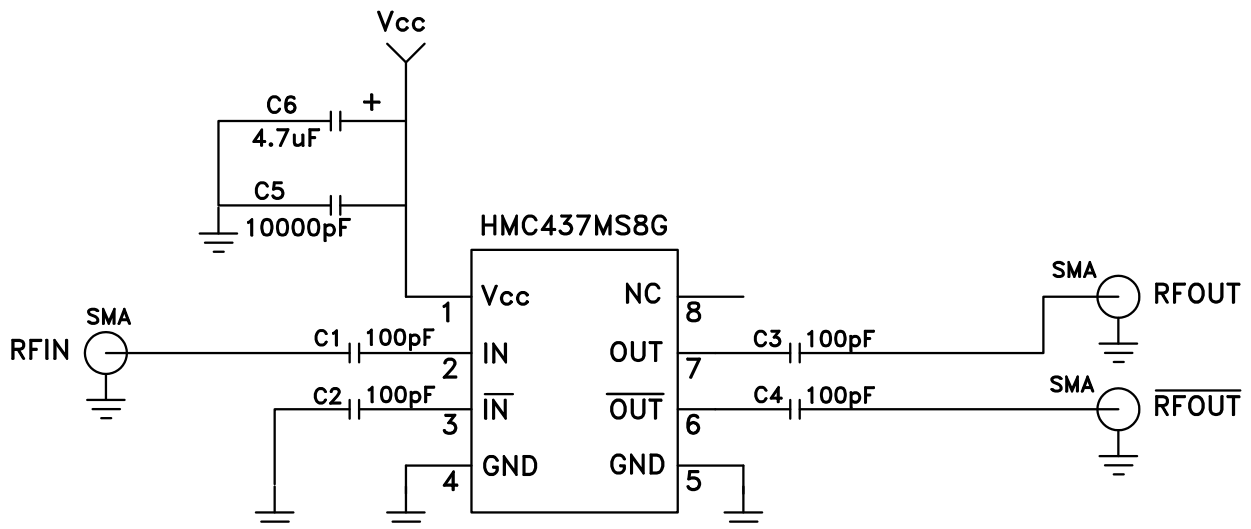 Vcc
C6
+
4.7uF
C5
10000pF
HMC437MS8G
Vcc
NC
1
8
SMA
RFOUT
SMA
RFIN
C1 100pF
IN
OUT
C3 100pF
2
7
C2 100pF
IN
OUT
C4 100pF
SMA
RFOUT
3
6
GND
GND
4
5